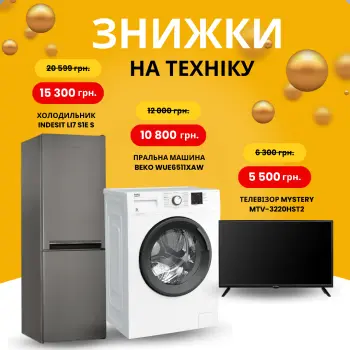 ЗНИЖКИ
НА ТЕХНІКУ
20 599 грн.
15 300 грн.
ХОЛОДИЛЬНИК
INDESIT LI7 S1E S
12 000 грн.
10 800 грн.
ПРАЛЬНА МАШИНА
BEKO WUE6511XAW
6 300 грн.
5 500 грн.
ТЕЛЕВІЗОР MYSTERY
MTV-3220HST2